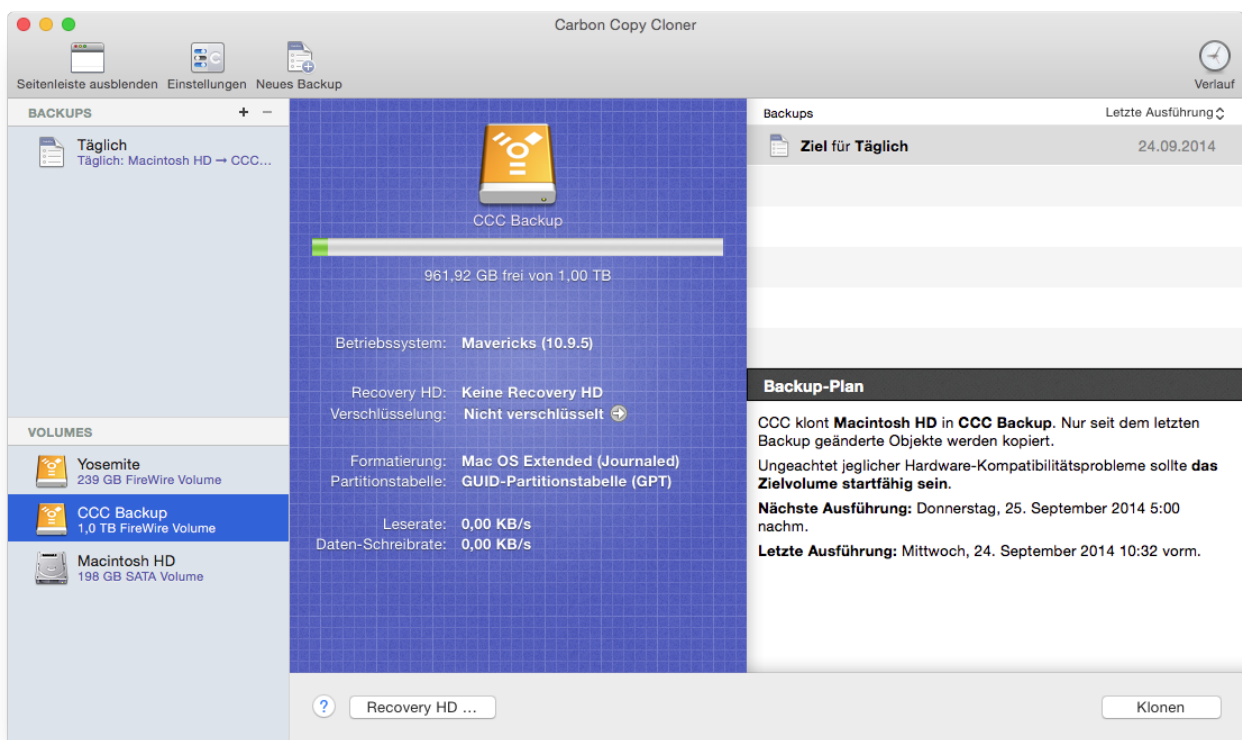 Carbon Copy Cloner
Seitenleiste ausblenden Einstellungen Neues Backup
Verlauf
BACKUPS + −
Täglich
Täglich: Macintosh HD → CCC...
VOLUMES
Yosemite
239 GB FireWire Volume
CCC Backup
1,0 TB FireWire Volume
Macintosh HD
198 GB SATA Volume
CCC Backup
961,92 GB frei von 1,00 TB
Betriebssystem: Mavericks (10.9.5)
Recovery HD: Keine Recovery HD
Verschlüsselung: Nicht verschlüsselt
Formatierung: Mac OS Extended (Journaled)
Partitionstabelle: GUID-Partitionstabelle (GPT)
Leserate: 0,00 KB/s
Daten-Schreibrate: 0,00 KB/s
Backups Letzte Ausführung
Ziel für Täglich 24.09.2014
Backup-Plan
CCC klont Macintosh HD in CCC Backup. Nur seit dem letzten
Backup geänderte Objekte werden kopiert.
Ungeachtet jeglicher Hardware-Kompatibilitätsprobleme sollte das
Zielvolume startfähig sein.
Nächste Ausführung: Donnerstag, 25. September 2014 5:00
nachm.
Letzte Ausführung: Mittwoch, 24. September 2014 10:32 vorm.
? Recovery HD ... Klonen